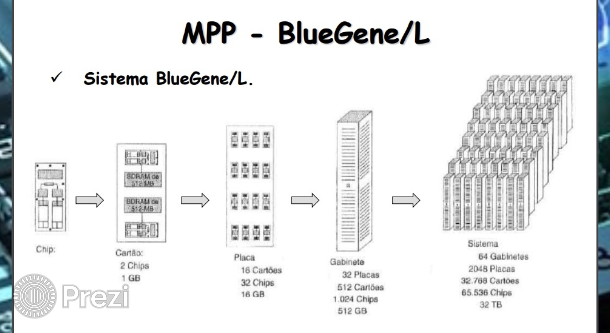 MPP - BlueGene/L
✓ Sistema BlueGene/L.
SDRAM de
512 MB
SDRAM de
512 MB
Chip:
Cartão:
2 Chips
1 GB
Placa
16 Cartões
32 Chips
16 GB
Gabinete
32 Placas
512 Cartões
1.024 Chips
512 GB
Sistema
64 Gabinetes
2048 Placas
32.768 Cartões
65.536 Chips
32 TB
Prezi